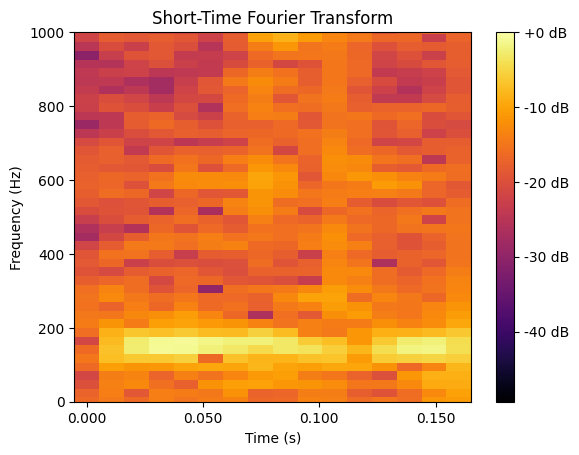 Short-Time Fourier Transform
1000
800
600
400
200
0
Frequency (Hz)
0.000
0.050
0.100
0.150
Time (s)
+0 dB
-10 dB
-20 dB
-30 dB
-40 dB